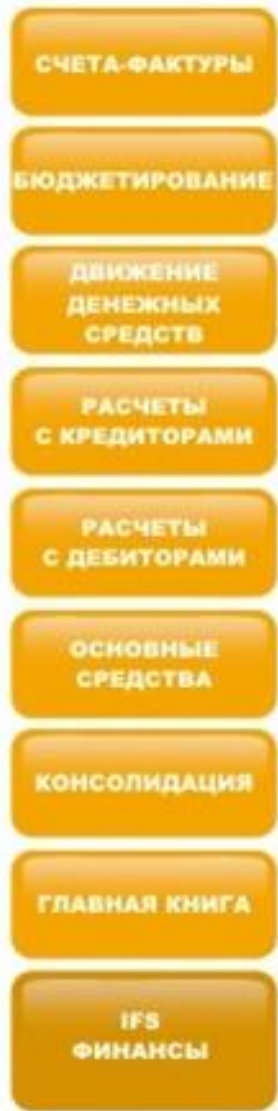 СЧЕТА-ФАКТУРЫ
БЮДЖЕТИРОВАНИЕ
ДВИЖЕНИЕ
ДЕНЕЖНЫХ
СРЕДСТВ
РАСЧЕТЫ
С КРЕДИТОРАМИ
РАСЧЕТЫ
С ДЕБИТОРАМИ
ОСНОВНЫЕ
СРЕДСТВА
КОНСОЛИДАЦИЯ
ГЛАВНАЯ КНИГА
IFS
ФИНАНСЫ